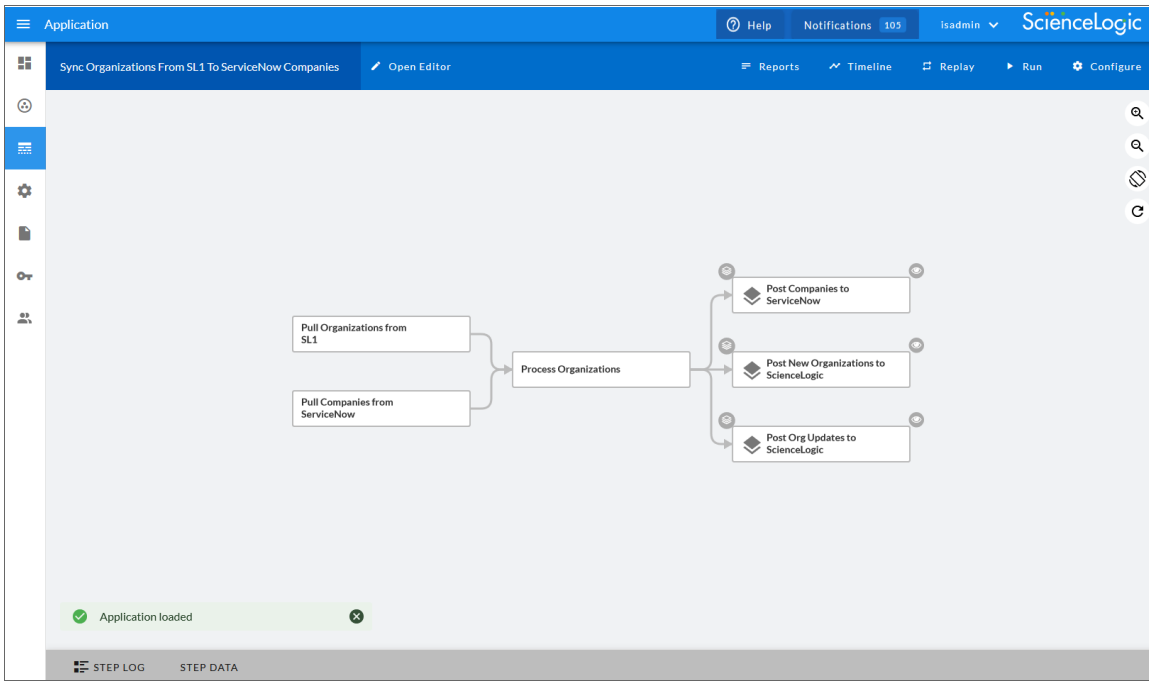 Application
Help
Notifications 105
isadmin
ScienceLogic
Sync Organizations From SL1 To ServiceNow Companies
Open Editor
Reports
Timeline
Replay
Run
Configure
Pull Organizations from
SL1
Pull Companies from
ServiceNow
Process Organizations
Post Companies to
ServiceNow
Post New Organizations to
ScienceLogic
Post Org Updates to
ScienceLogic
Application loaded
STEP LOG
STEP DATA